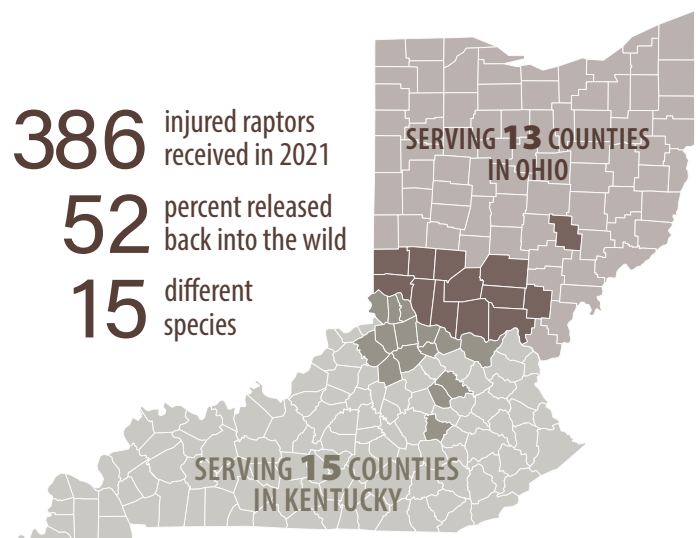 386 injured raptors
received in 2021
52 percent released
back into the wild
15 different
species
SERVING 13 COUNTIES
IN OHIO
SERVING 15 COUNTIES
IN KENTUCKY